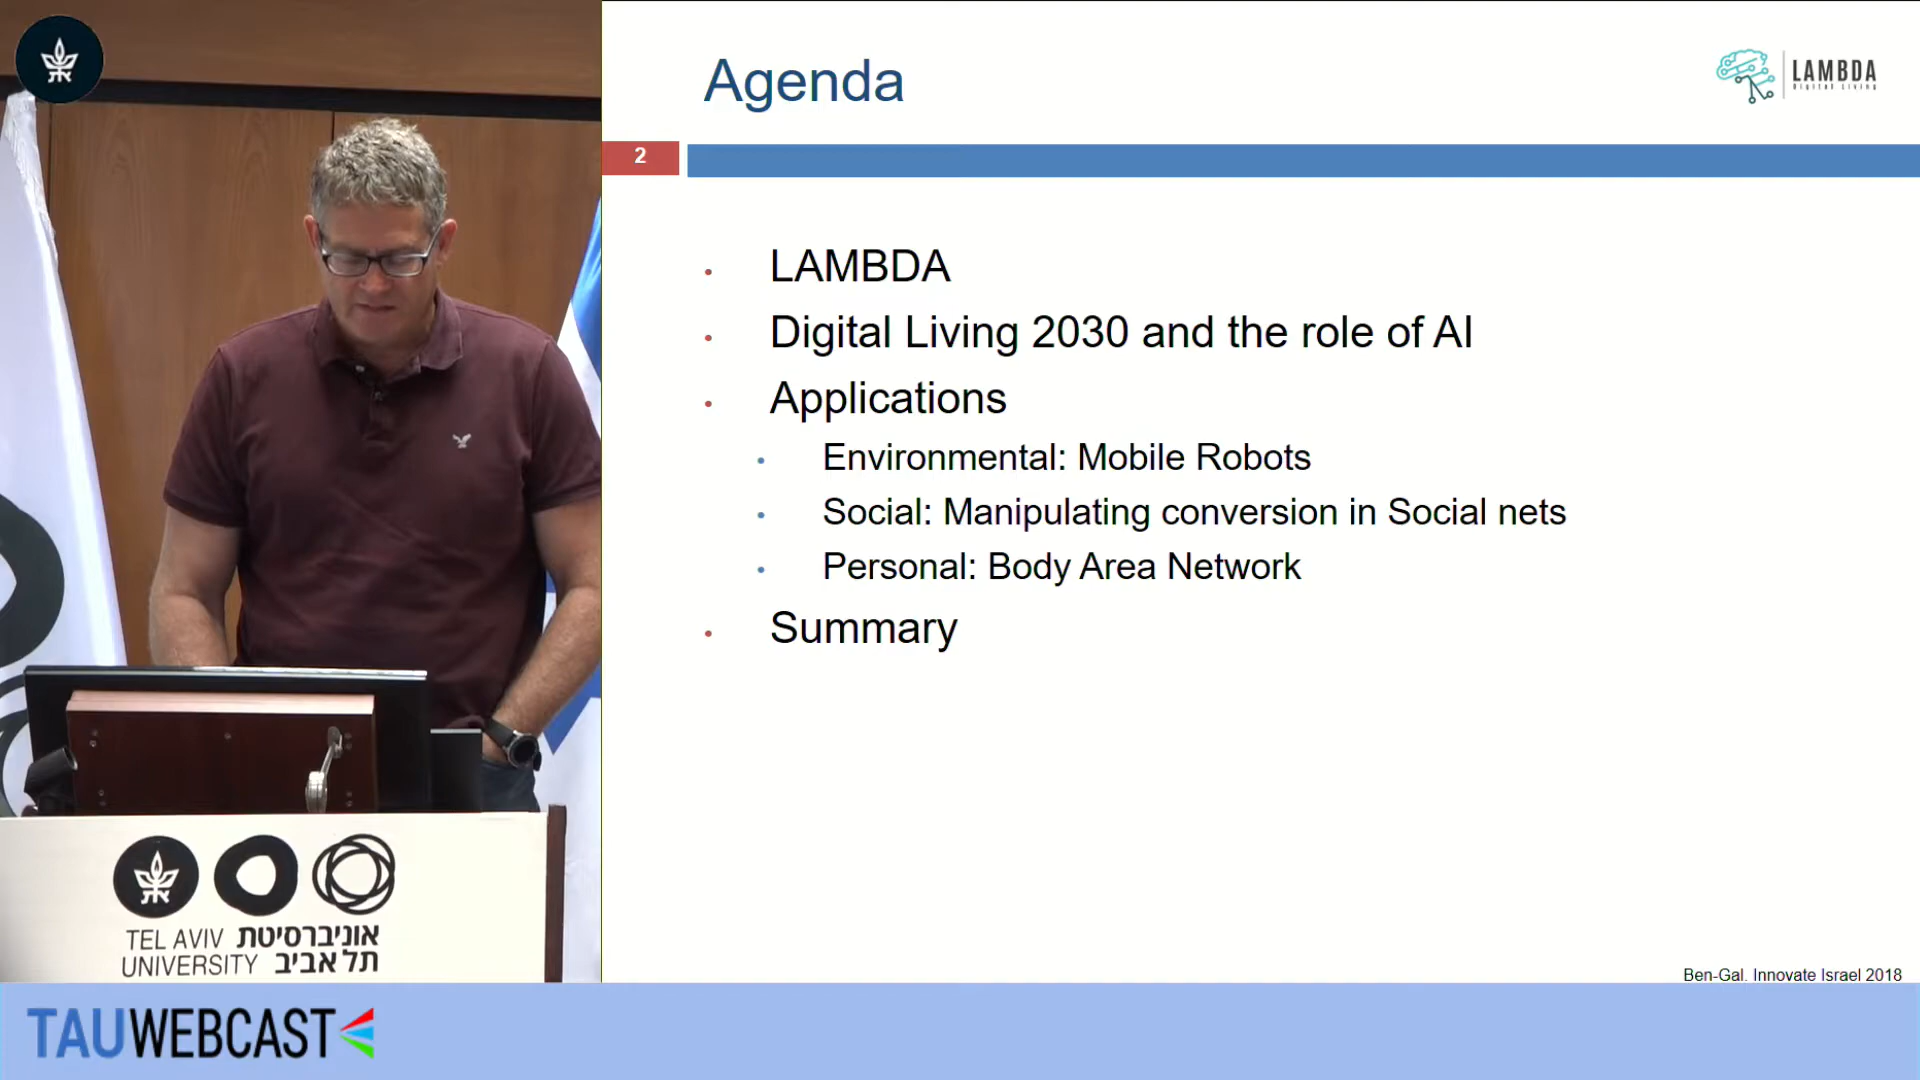 Agenda
LAMBDA
Digital Living
2
LAMBDA
Digital Living 2030 and the role of AI
Applications
Environmental: Mobile Robots
Social: Manipulating conversion in Social nets
Personal: Body Area Network
Summary
Ben-Gal. Innovate Israel 2018
את
TEL AVIV אוניברסיטת
UNIVERSITY תל אביב
TAUWEBCAST